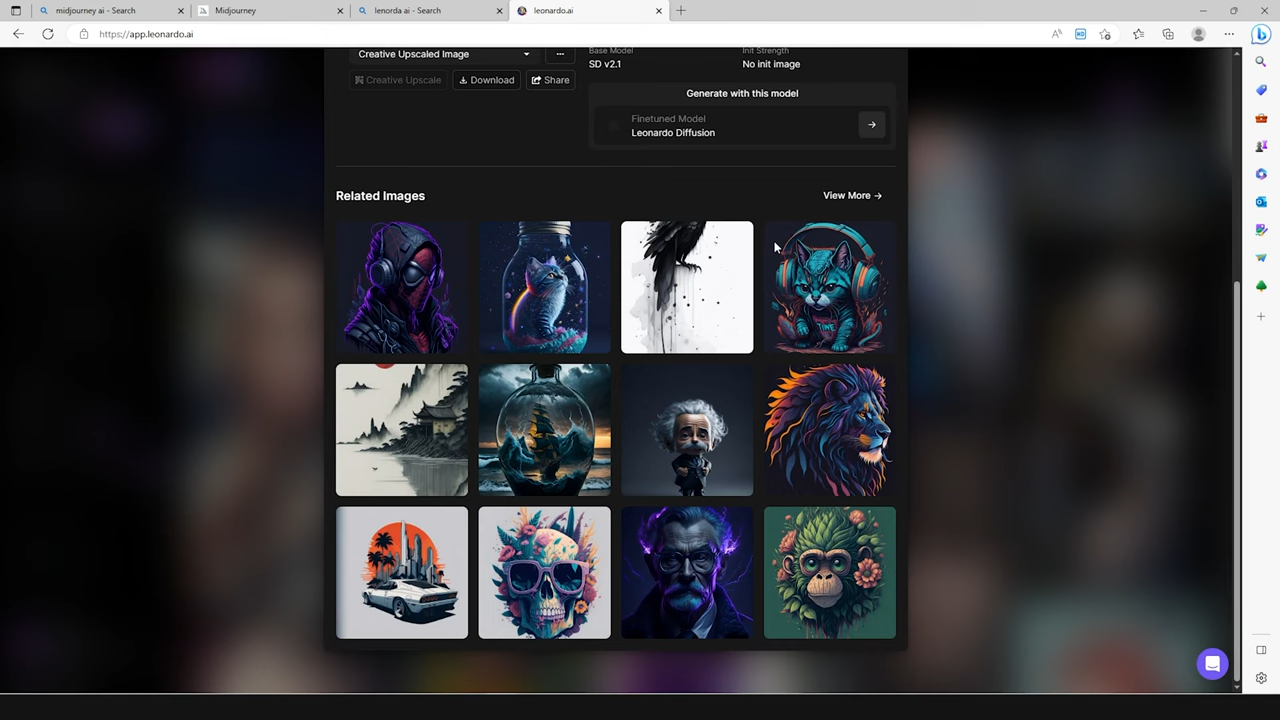 midjourney ai - Search
Midjourney
lenorda ai - Search
leonardo.ai
https://app.leonardo.ai
Creative Upscaled Image
Base Model
Init Strength
SD v2.1
No init image
Creative Upscale
Download
Share
Generate with this model
Finetuned Model
Leonardo Diffusion
Related Images
View More